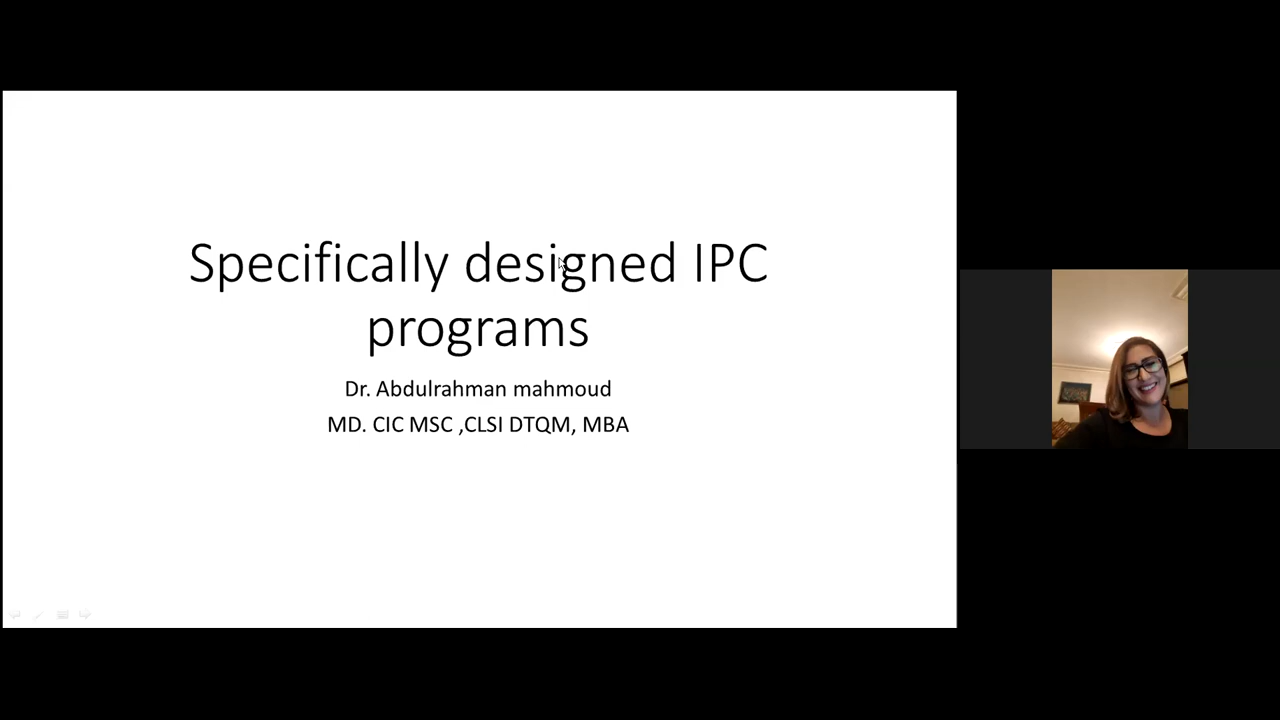 Specifically designed IPC
programs
Dr. Abdulrahman mahmoud
MD. CIC MSC ,CLSI DTQM, MBA